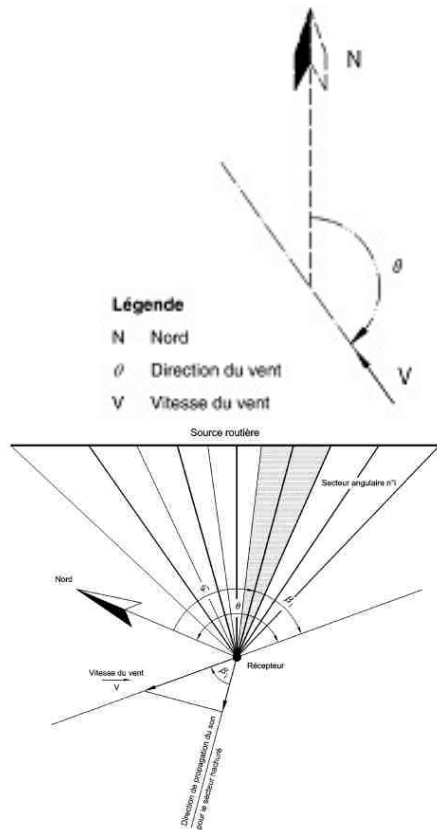 N
θ
Légende
N Nord
θ Direction du vent
V Vitesse du vent
V
Source routière
Secteur angulaire n°i
Nord
θ
Récepteur
Vitesse du vent
V
Direction de propagation du son
pour le secteur hachuré